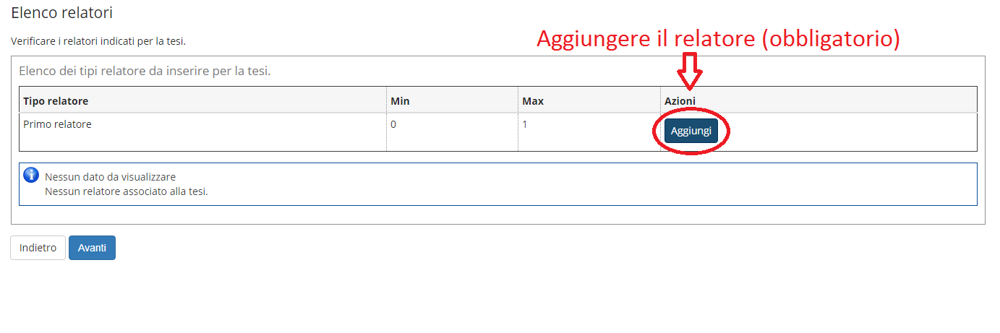 Elenco relatori
Verificare i relatori indicati per la tesi.
Aggiungere il relatore (obbligatorio)
Elenco dei tipi relatore da inserire per la tesi.
Tipo relatore Min Max Azioni
Primo relatore 0 1 Aggiungi
Nessun dato da visualizzare
Nessun relatore associato alla tesi.
Indietro Avanti